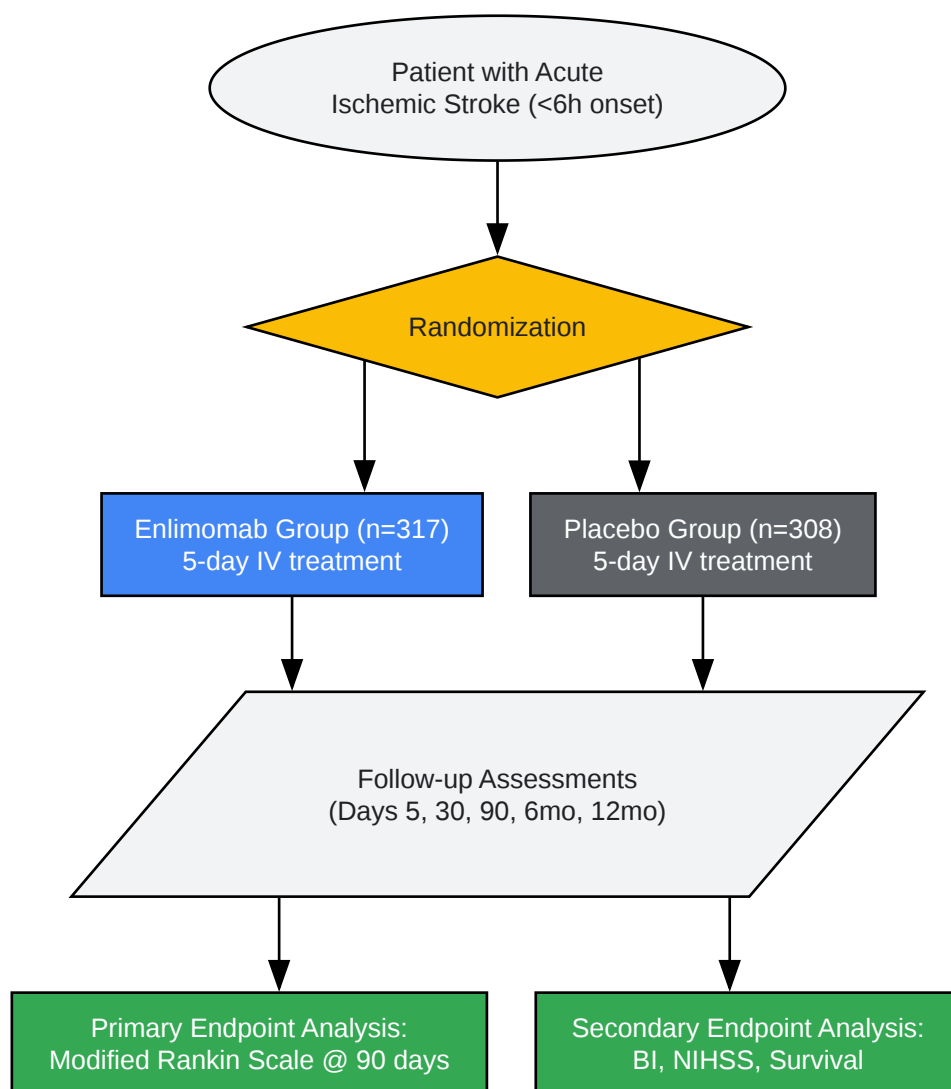 Patient with Acute
Ischemic Stroke (<6h onset)
Randomization
Enlimomab Group (n=317)
5-day IV treatment
Placebo Group (n=308)
5-day IV treatment
Follow-up Assessments
(Days 5, 30, 90, 6mo, 12mo)
Primary Endpoint Analysis:
Modified Rankin Scale @ 90 days
Secondary Endpoint Analysis:
BI, NIHSS, Survival